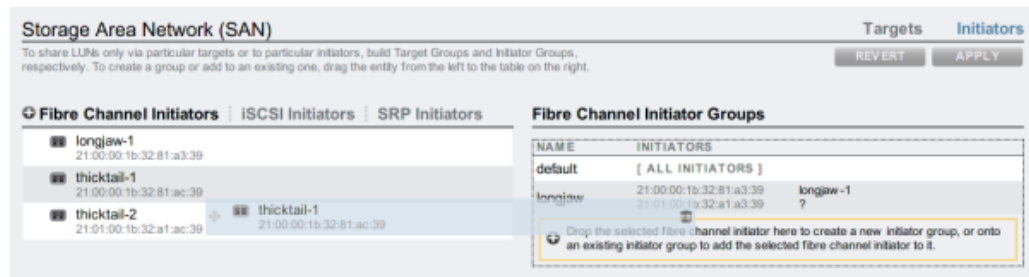 Storage Area Network (SAN)
Targets Initiators
To share LUNs only via particular targets or to particular initiators, build Target Groups and Initiator Groups,
respectively. To create a group or add to an existing one, drag the entity from the left to the table on the right.
REVERT APPLY
Fibre Channel Initiators iSCSI Initiators SRP Initiators
longjaw-1
21:00:00:1b:32:81:a3:39
thicktail-1
21:00:00:1b:32:81:ac:39
thicktail-2
21:01:00:1b:32:a1:ac:39
thicktail-1
21:00:00:1b:32:81:ac:39
Fibre Channel Initiator Groups
NAME INITIATORS
default [ ALL INITIATORS ]
longjaw 21:00:00:1b:32:81:a3:39 longjaw-1
21:01:00:1b:32:a1:a3:39 ?
Drop the selected fibre channel initiator here to create a new initiator group, or onto
an existing initiator group to add the selected fibre channel initiator to it.